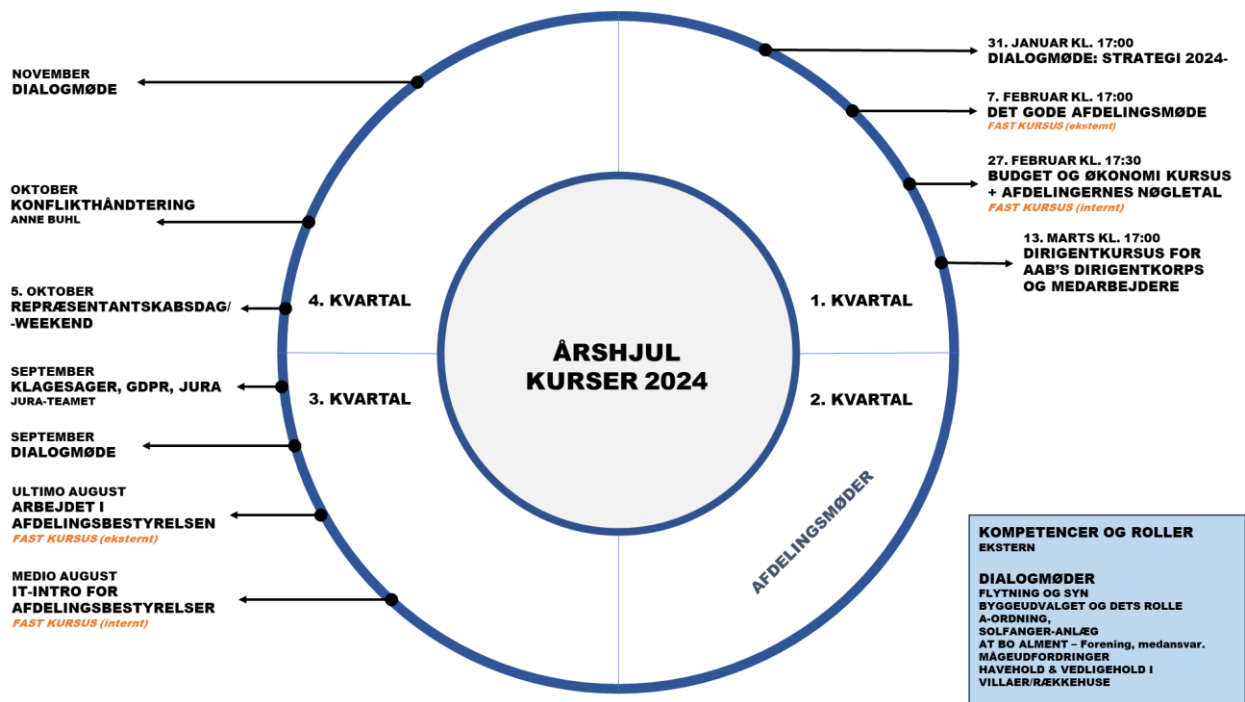 ÅRSHJUL
KURSER 2024
1. KVARTAL
2. KVARTAL
3. KVARTAL
4. KVARTAL
AFDELINGSMØDER
31. JANUAR KL. 17:00
DIALOGMØDE: STRATEGI 2024-
7. FEBRUAR KL. 17:00
DET GODE AFDELINGSMØDE
FAST KURSUS (eksternt)
27. FEBRUAR KL. 17:30
BUDGET OG ØKONOMI KURSUS
+ AFDELINGERNES NØGLETAL
FAST KURSUS (internt)
13. MARTS KL. 17:00
DIRIGENTKURSUS FOR
AAB'S DIRIGENTKORPS
OG MEDARBEJDERE
NOVEMBER
DIALOGMØDE
OKTOBER
KONFLIKTHÅNDTERING
ANNE BUHL
5. OKTOBER
REPRÆSENTANTSKABSDAG/
-WEEKEND
SEPTEMBER
KLAGESAGER, GDPR, JURA
JURA-TEAMET
SEPTEMBER
DIALOGMØDE
ULTIMO AUGUST
ARBEJDET I
AFDELINGSBESTYRELSEN
FAST KURSUS (eksternt)
MEDIO AUGUST
IT-INTRO FOR
AFDELINGSBESTYRELSER
FAST KURSUS (internt)
KOMPETENCER OG ROLLER
EKSTERN
DIALOGMØDER
FLYTNING OG SYN
BYGGEUDVALGET OG DETS ROLLE
A-ORDNING,
SOLFANGER-ANLÆG
AT BO ALMENT – Forening, medansvar.
MÅGEUDFORDRINGER
HAVEHOLD & VEDLIGEHOLD I
VILLAER/RÆKKEHUSE